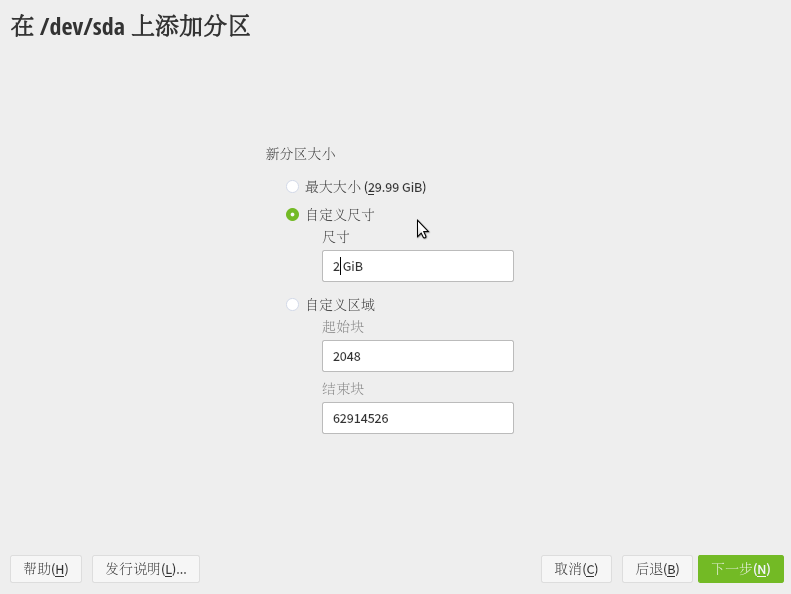 在 /dev/sda 上添加分区
新分区大小
最大大小 (29.99 GiB)
自定义尺寸
尺寸
2 GiB
自定义区域
起始块
2048
结束块
62914526
帮助(H) 发行说明(L)... 取消(C) 后退(B) 下一步(N)